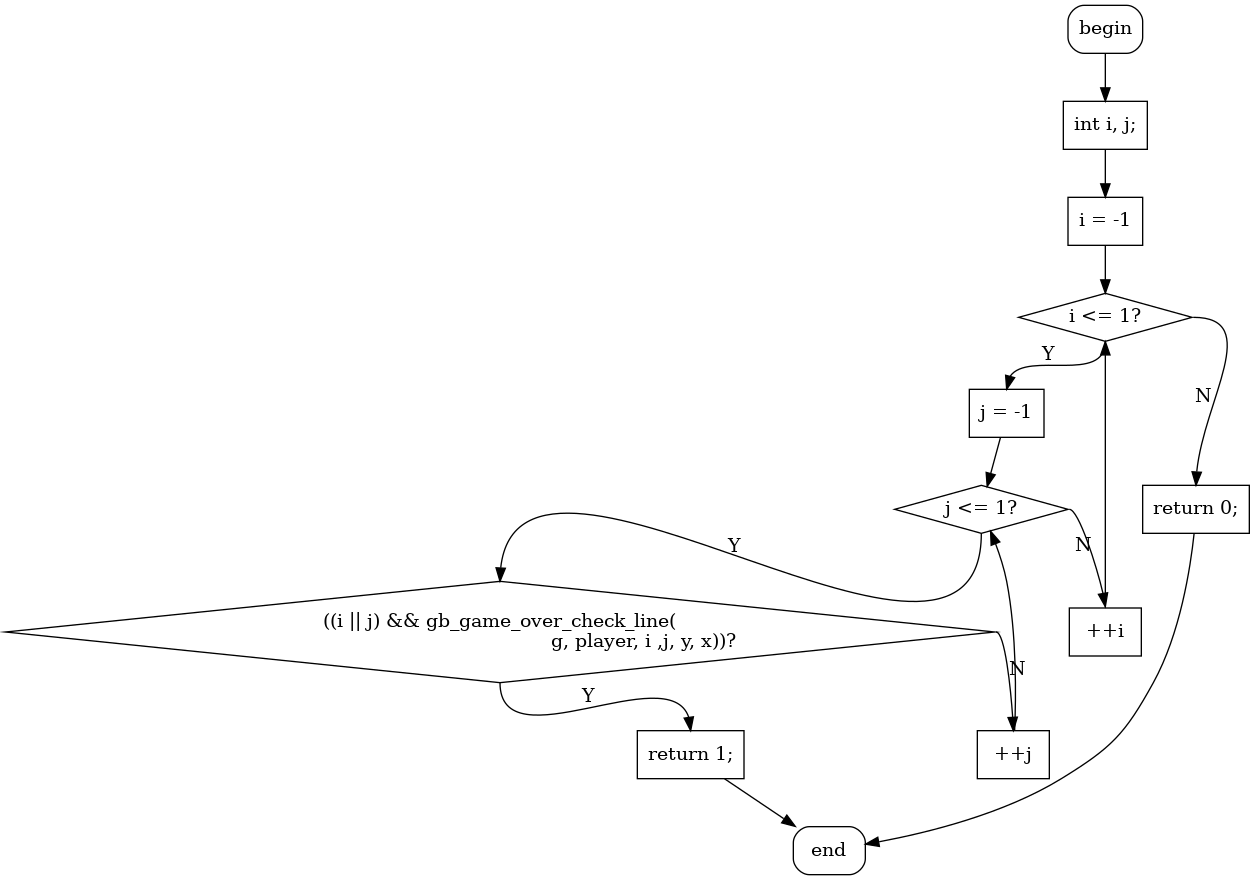 begin
int i, j;
i = -1
i <= 1?
Y
j = -1
N
j <= 1?
return 0;
Y
N
((i || j) && gb_game_over_check_line(
g, player, i ,j, y, x))?
++i
N
Y
return 1;
++j
end